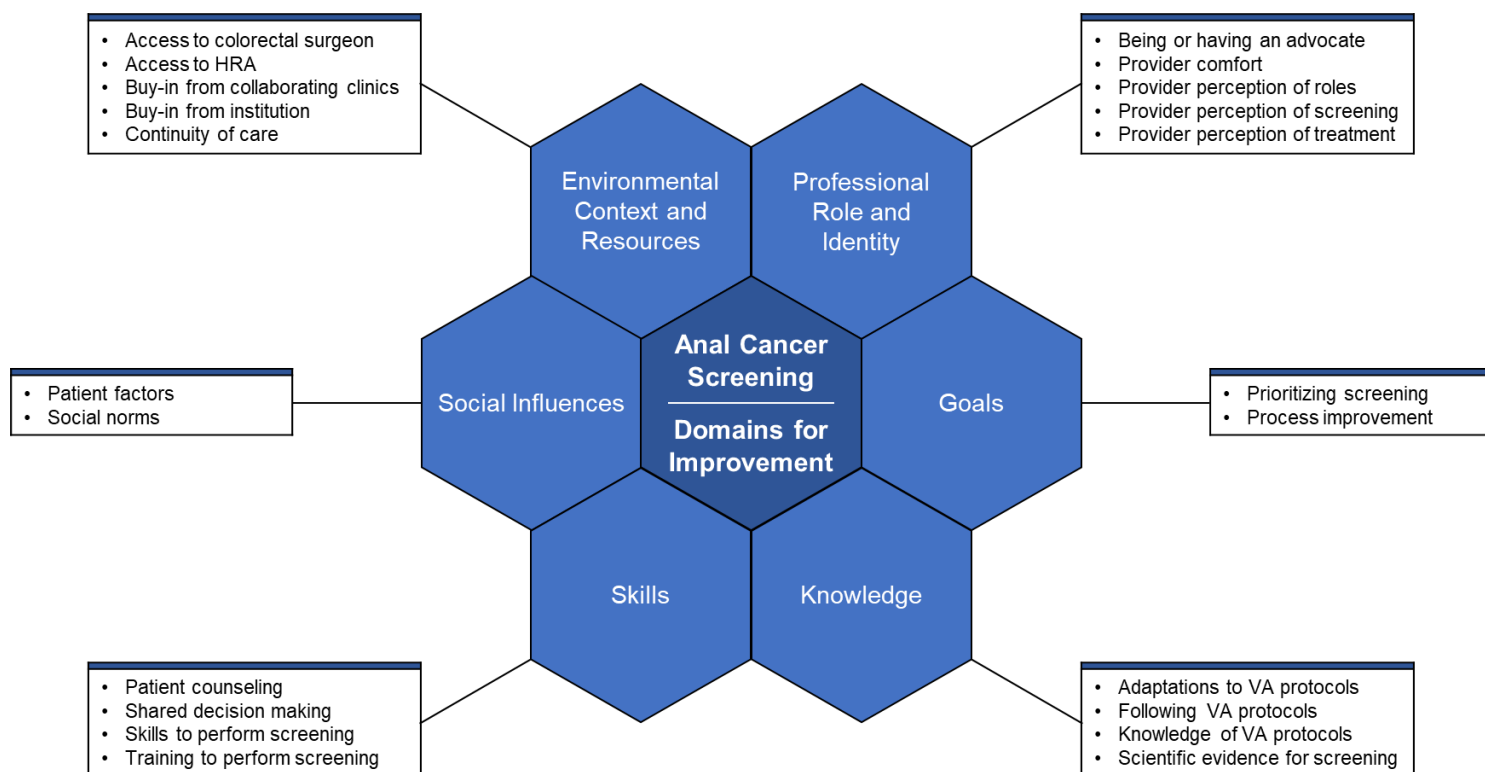 • Access to colorectal surgeon
• Access to HRA
• Buy-in from collaborating clinics
• Buy-in from institution
• Continuity of care
• Being or having an advocate
• Provider comfort
• Provider perception of roles
• Provider perception of screening
• Provider perception of treatment
Environmental
Context and
Resources
Professional
Role and
Identity
• Patient factors
• Social norms
Social Influences
Anal Cancer
Screening
Domains for
Improvement
Goals
• Prioritizing screening
• Process improvement
Skills
Knowledge
• Patient counseling
• Shared decision making
• Skills to perform screening
• Training to perform screening
• Adaptations to VA protocols
• Following VA protocols
• Knowledge of VA protocols
• Scientific evidence for screening